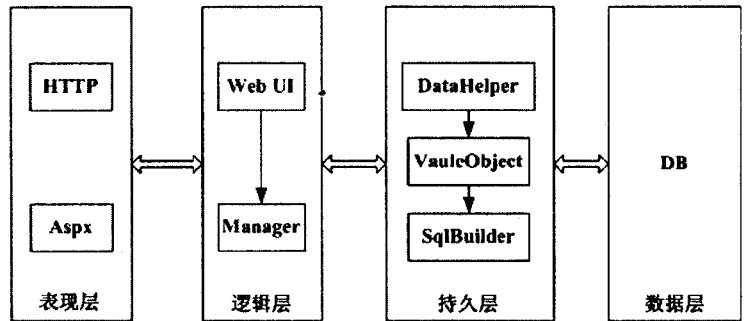 HTTP
Aspx
表现层
Web UI
Manager
逻辑层
DataHelper
VauleObject
SqlBuilder
持久层
DB
数据层